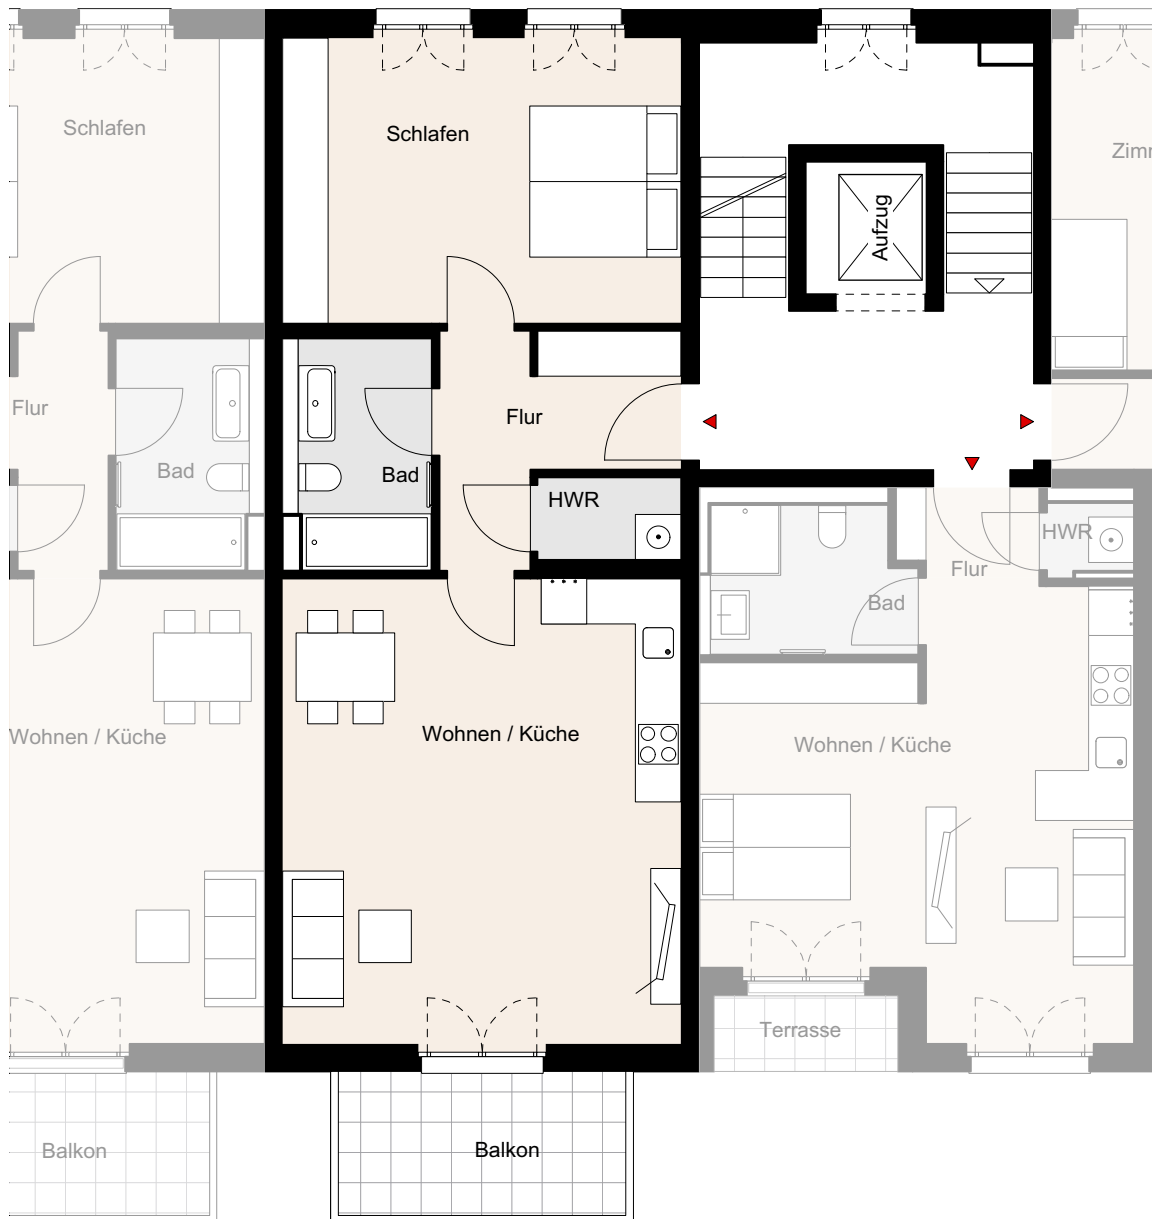 Schlafen
Schlafen
Zimm
Aufzug
Flur
Flur
Bad
Bad
HWR
HWR
Flur
Bad
Wohnen / Küche
Wohnen / Küche
Wohnen / Küche
Terrasse
Balkon
Balkon